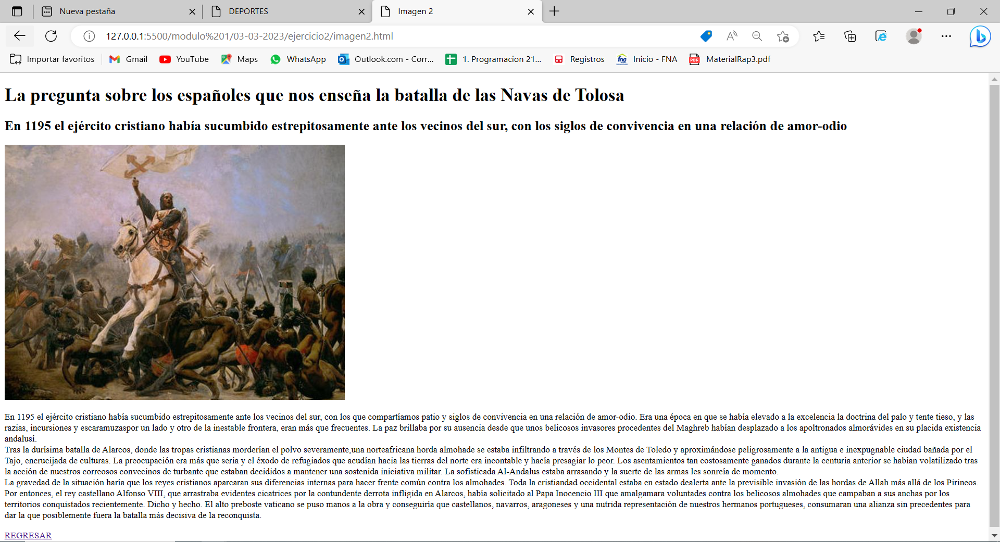 Nueva pestaña
DEPORTES
Imagen 2
127.0.0.1:5500/modulo%201/03-03-2023/ejercicio2/imagen2.html
Importar favoritos
Gmail
YouTube
Maps
WhatsApp
Outlook.com - Corr...
1. Programacion 21...
Registros
Inicio - FNA
MaterialRap3.pdf
La pregunta sobre los españoles que nos enseña la batalla de las Navas de Tolosa
En 1195 el ejército cristiano había sucumbido estrepitosamente ante los vecinos del sur, con los siglos de convivencia en una relación de amor-odio
En 1195 el ejército cristiano había sucumbido estrepitosamente ante los vecinos del sur, con los que compartíamos patio y siglos de convivencia en una relación de amor-odio. Era una época en que se había elevado a la excelencia la doctrina del palo y tente tieso, y las
razias, incursiones y escaramuzaspor un lado y otro de la inestable frontera, eran más que frecuentes. La paz brillaba por su ausencia desde que unos belicosos invasores procedentes del Maghreb habían desplazado a los apoltronados almorávides en su placida existencia
andalusí.
Tras la durísima batalla de Alarcos, donde las tropas cristianas morderían el polvo severamente,una norteafricana horda almohade se estaba infiltrando a través de los Montes de Toledo y aproximándose peligrosamente a la antigua e inexpugnable ciudad bañada por el
Tajo, encrucijada de culturas. La preocupación era más que seria y el éxodo de refugiados que acudían hacia las tierras del norte era incontable y hacía presagiar lo peor. Los asentamientos tan costosamente ganados durante la centuria anterior se habían volatilizado tras
la acción de nuestros correosos convecinos de turbante que estaban decididos a mantener una sostenida iniciativa militar. La sofisticada Al-Andalus estaba arrasando y la suerte de las armas les sonreía de momento.
La gravedad de la situación haría que los reyes cristianos aparcaran sus diferencias internas para hacer frente común contra los almohades. Toda la cristiandad occidental estaba en estado dealerta ante la previsible invasión de las hordas de Allah más allá de los Pirineos.
Por entonces, el rey castellano Alfonso VIII, que arrastraba evidentes cicatrices por la contundente derrota infligida en Alarcos, había solicitado al Papa Inocencio III que amalgamara voluntades contra los belicosos almohades que campaban a sus anchas por los
territorios conquistados recientemente. Dicho y hecho. El alto preboste vaticano se puso manos a la obra y conseguiría que castellanos, navarros, aragoneses y una nutrida representación de nuestros hermanos portugueses, consumaran una alianza sin precedentes para
dar la que posiblemente fuera la batalla más decisiva de la reconquista.
REGRESAR